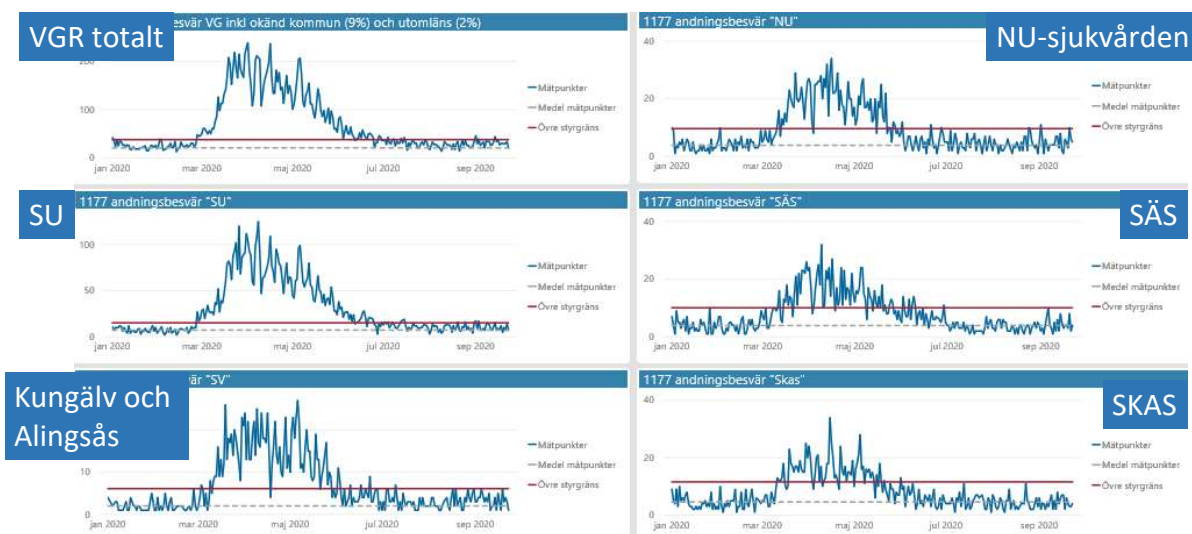 VGR totalt
esvär VG inkl okänd kommun (9%) och utomläns (2%)
200
100
0
jan 2020 mar 2020 maj 2020 jul 2020 sep 2020
Mätpunkter
Medel mätpunkter
Övre styrgräns
NU-sjukvården
1177 andningsbesvär "NU"
40
20
0
jan 2020 mar 2020 maj 2020 jul 2020 sep 2020
Mätpunkter
Medel mätpunkter
Övre styrgräns
SU
1177 andningsbesvär "SU"
100
50
0
jan 2020 mar 2020 maj 2020 jul 2020 sep 2020
Mätpunkter
Medel mätpunkter
Övre styrgräns
SÄS
1177 andningsbesvär "SÄS"
40
20
0
jan 2020 mar 2020 maj 2020 jul 2020 sep 2020
Mätpunkter
Medel mätpunkter
Övre styrgräns
Kungälv och
Alingsås
svär "SV"
10
0
jan 2020 mar 2020 maj 2020 jul 2020 sep 2020
Mätpunkter
Medel mätpunkter
Övre styrgräns
SKAS
1177 andningsbesvär "Skas"
40
20
0
jan 2020 mar 2020 maj 2020 jul 2020 sep 2020
Mätpunkter
Medel mätpunkter
Övre styrgräns